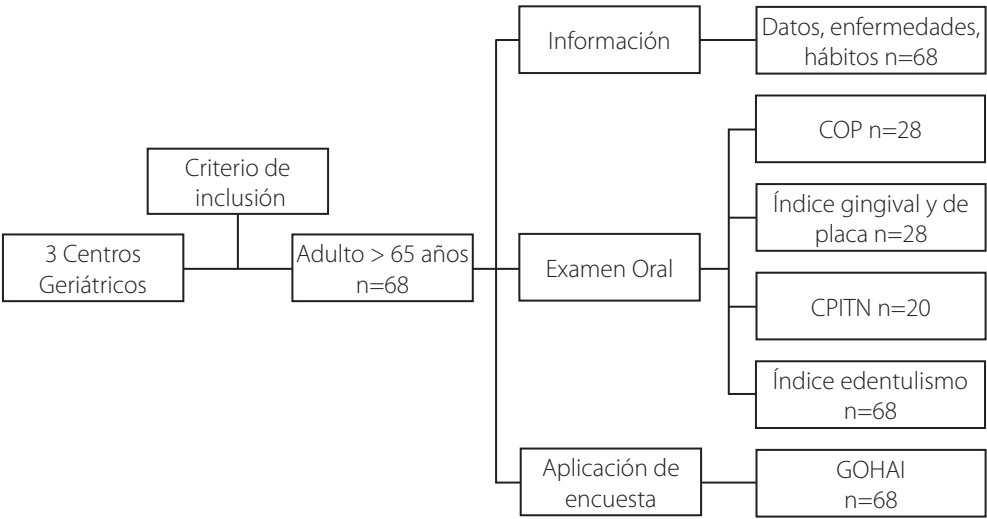 3 Centros
Geriátricos
Criterio de
inclusión
Adulto > 65 años
n=68
Información
Datos, enfermedades,
hábitos n=68
Examen Oral
COP n=28
Índice gingival y de
placa n=28
CPITN n=20
Índice edentulismo
n=68
Aplicación de
encuesta
GOHAI
n=68